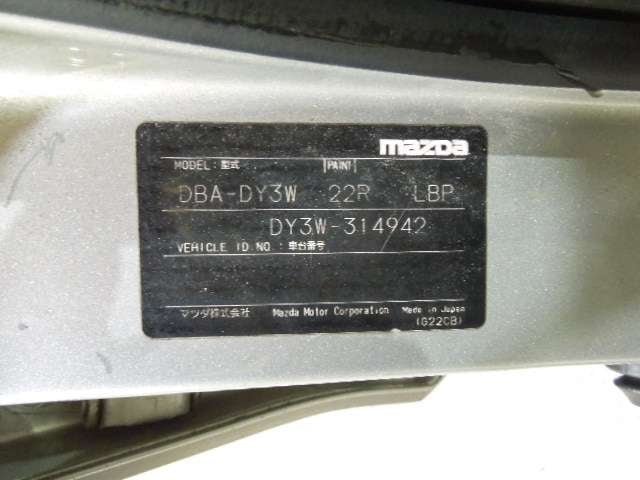 mazda
MODEL : 型式 [PAINT]
DBA-DY3W 22R LBP
DY3W-314942
VEHICLE ID NO. : 車台番号
マツダ株式会社 Mazda Motor Corporation Made in Japan
(G22CB)